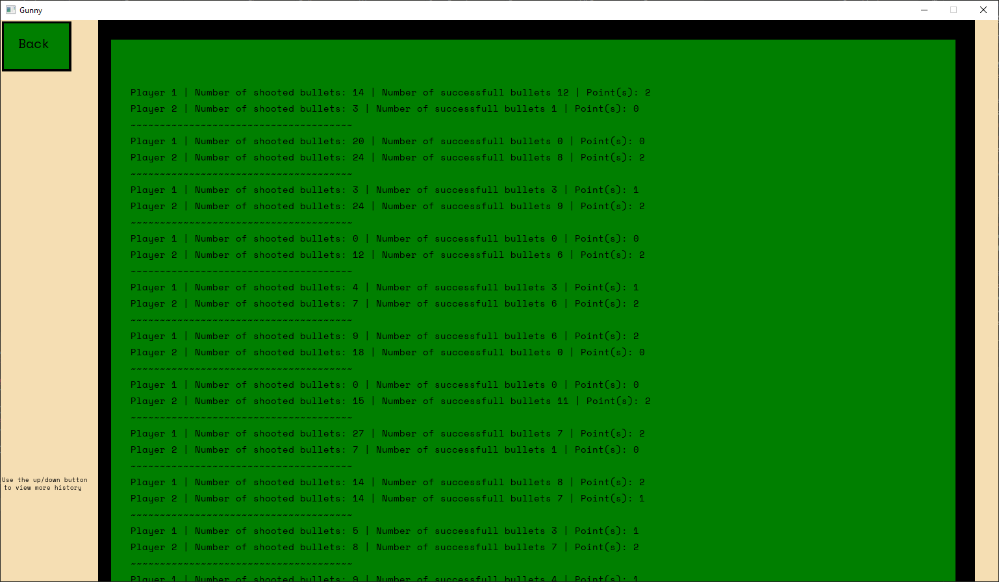 Gunny
Back
Player 1 | Number of shooted bullets: 14 | Number of successfull bullets 12 | Point(s): 2
Player 2 | Number of shooted bullets: 3 | Number of successfull bullets 1 | Point(s): 0
~~~~~~~~~~~~~~~~~~~~~~~~~~~~~~~~~~~~~~
Player 1 | Number of shooted bullets: 20 | Number of successfull bullets 0 | Point(s): 0
Player 2 | Number of shooted bullets: 24 | Number of successfull bullets 8 | Point(s): 2
~~~~~~~~~~~~~~~~~~~~~~~~~~~~~~~~~~~~~~
Player 1 | Number of shooted bullets: 3 | Number of successfull bullets 3 | Point(s): 1
Player 2 | Number of shooted bullets: 24 | Number of successfull bullets 9 | Point(s): 2
~~~~~~~~~~~~~~~~~~~~~~~~~~~~~~~~~~~~~~
Player 1 | Number of shooted bullets: 0 | Number of successfull bullets 0 | Point(s): 0
Player 2 | Number of shooted bullets: 12 | Number of successfull bullets 6 | Point(s): 2
~~~~~~~~~~~~~~~~~~~~~~~~~~~~~~~~~~~~~~
Player 1 | Number of shooted bullets: 4 | Number of successfull bullets 3 | Point(s): 1
Player 2 | Number of shooted bullets: 7 | Number of successfull bullets 6 | Point(s): 2
~~~~~~~~~~~~~~~~~~~~~~~~~~~~~~~~~~~~~~
Player 1 | Number of shooted bullets: 9 | Number of successfull bullets 6 | Point(s): 2
Player 2 | Number of shooted bullets: 18 | Number of successfull bullets 0 | Point(s): 0
~~~~~~~~~~~~~~~~~~~~~~~~~~~~~~~~~~~~~~
Player 1 | Number of shooted bullets: 0 | Number of successfull bullets 0 | Point(s): 0
Player 2 | Number of shooted bullets: 15 | Number of successfull bullets 11 | Point(s): 2
~~~~~~~~~~~~~~~~~~~~~~~~~~~~~~~~~~~~~~
Player 1 | Number of shooted bullets: 27 | Number of successfull bullets 7 | Point(s): 2
Player 2 | Number of shooted bullets: 7 | Number of successfull bullets 1 | Point(s): 0
~~~~~~~~~~~~~~~~~~~~~~~~~~~~~~~~~~~~~~
Player 1 | Number of shooted bullets: 14 | Number of successfull bullets 8 | Point(s): 2
Player 2 | Number of shooted bullets: 14 | Number of successfull bullets 7 | Point(s): 1
~~~~~~~~~~~~~~~~~~~~~~~~~~~~~~~~~~~~~~
Player 1 | Number of shooted bullets: 5 | Number of successfull bullets 3 | Point(s): 1
Player 2 | Number of shooted bullets: 8 | Number of successfull bullets 7 | Point(s): 2
~~~~~~~~~~~~~~~~~~~~~~~~~~~~~~~~~~~~~~
Player 1 | Number of shooted bullets: 9 | Number of successfull bullets 4 | Point(s): 1
Use the up/down button
to view more history